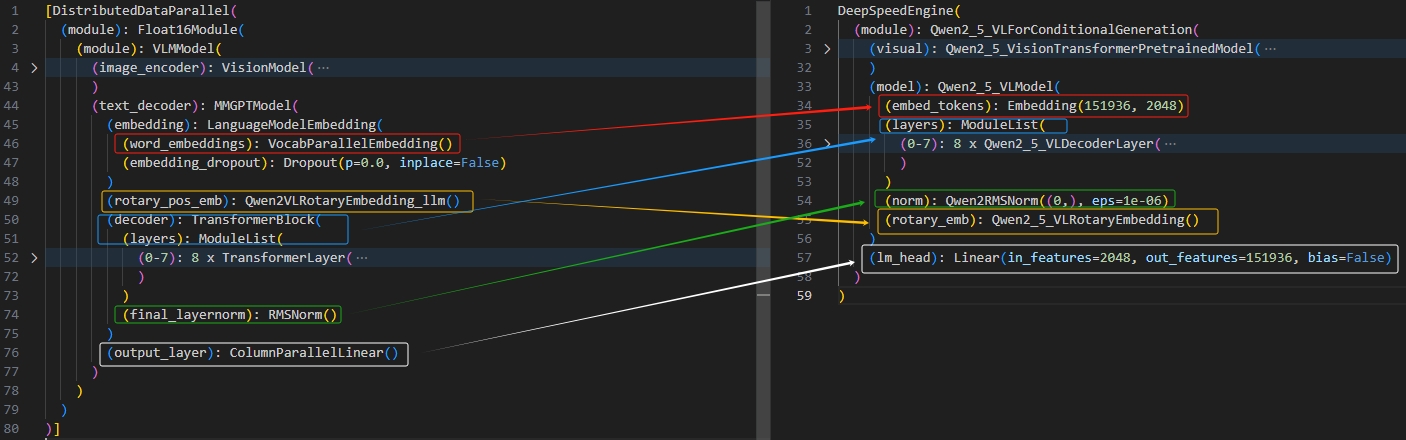 1 [DistributedDataParallel(
2 (module): Float16Module(
3 (module): VLMModel(
4 > (image_encoder): VisionModel( ⋯
43 )
44 (text_decoder): MMGPTModel(
45 (embedding): LanguageModelEmbedding(
46 (word_embeddings): VocabParallelEmbedding()
47 (embedding_dropout): Dropout(p=0.0, inplace=False)
48 )
49 (rotary_pos_emb): Qwen2VLRotaryEmbedding_llm()
50 (decoder): TransformerBlock(
51 (layers): ModuleList(
52 > (0-7): 8 x TransformerLayer( ⋯
72 )
73 )
74 (final_layernorm): RMSNorm()
75 )
76 (output_layer): ColumnParallelLinear()
77 )
78 )
79 )
80 )]
1 DeepSpeedEngine(
2 (module): Qwen2_5_VLForConditionalGeneration(
3 > (visual): Qwen2_5_VisionTransformerPretrainedModel( ⋯
32 )
33 (model): Qwen2_5_VLModel(
34 (embed_tokens): Embedding(151936, 2048)
35 (layers): ModuleList(
36 > (0-7): 8 x Qwen2_5_VLDecoderLayer( ⋯
52 )
53 )
54 (norm): Qwen2RMSNorm((0,), eps=1e-06)
(rotary_emb): Qwen2_5_VLRotaryEmbedding()
56 )
57 (lm_head): Linear(in_features=2048, out_features=151936, bias=False)
58 )
59 )